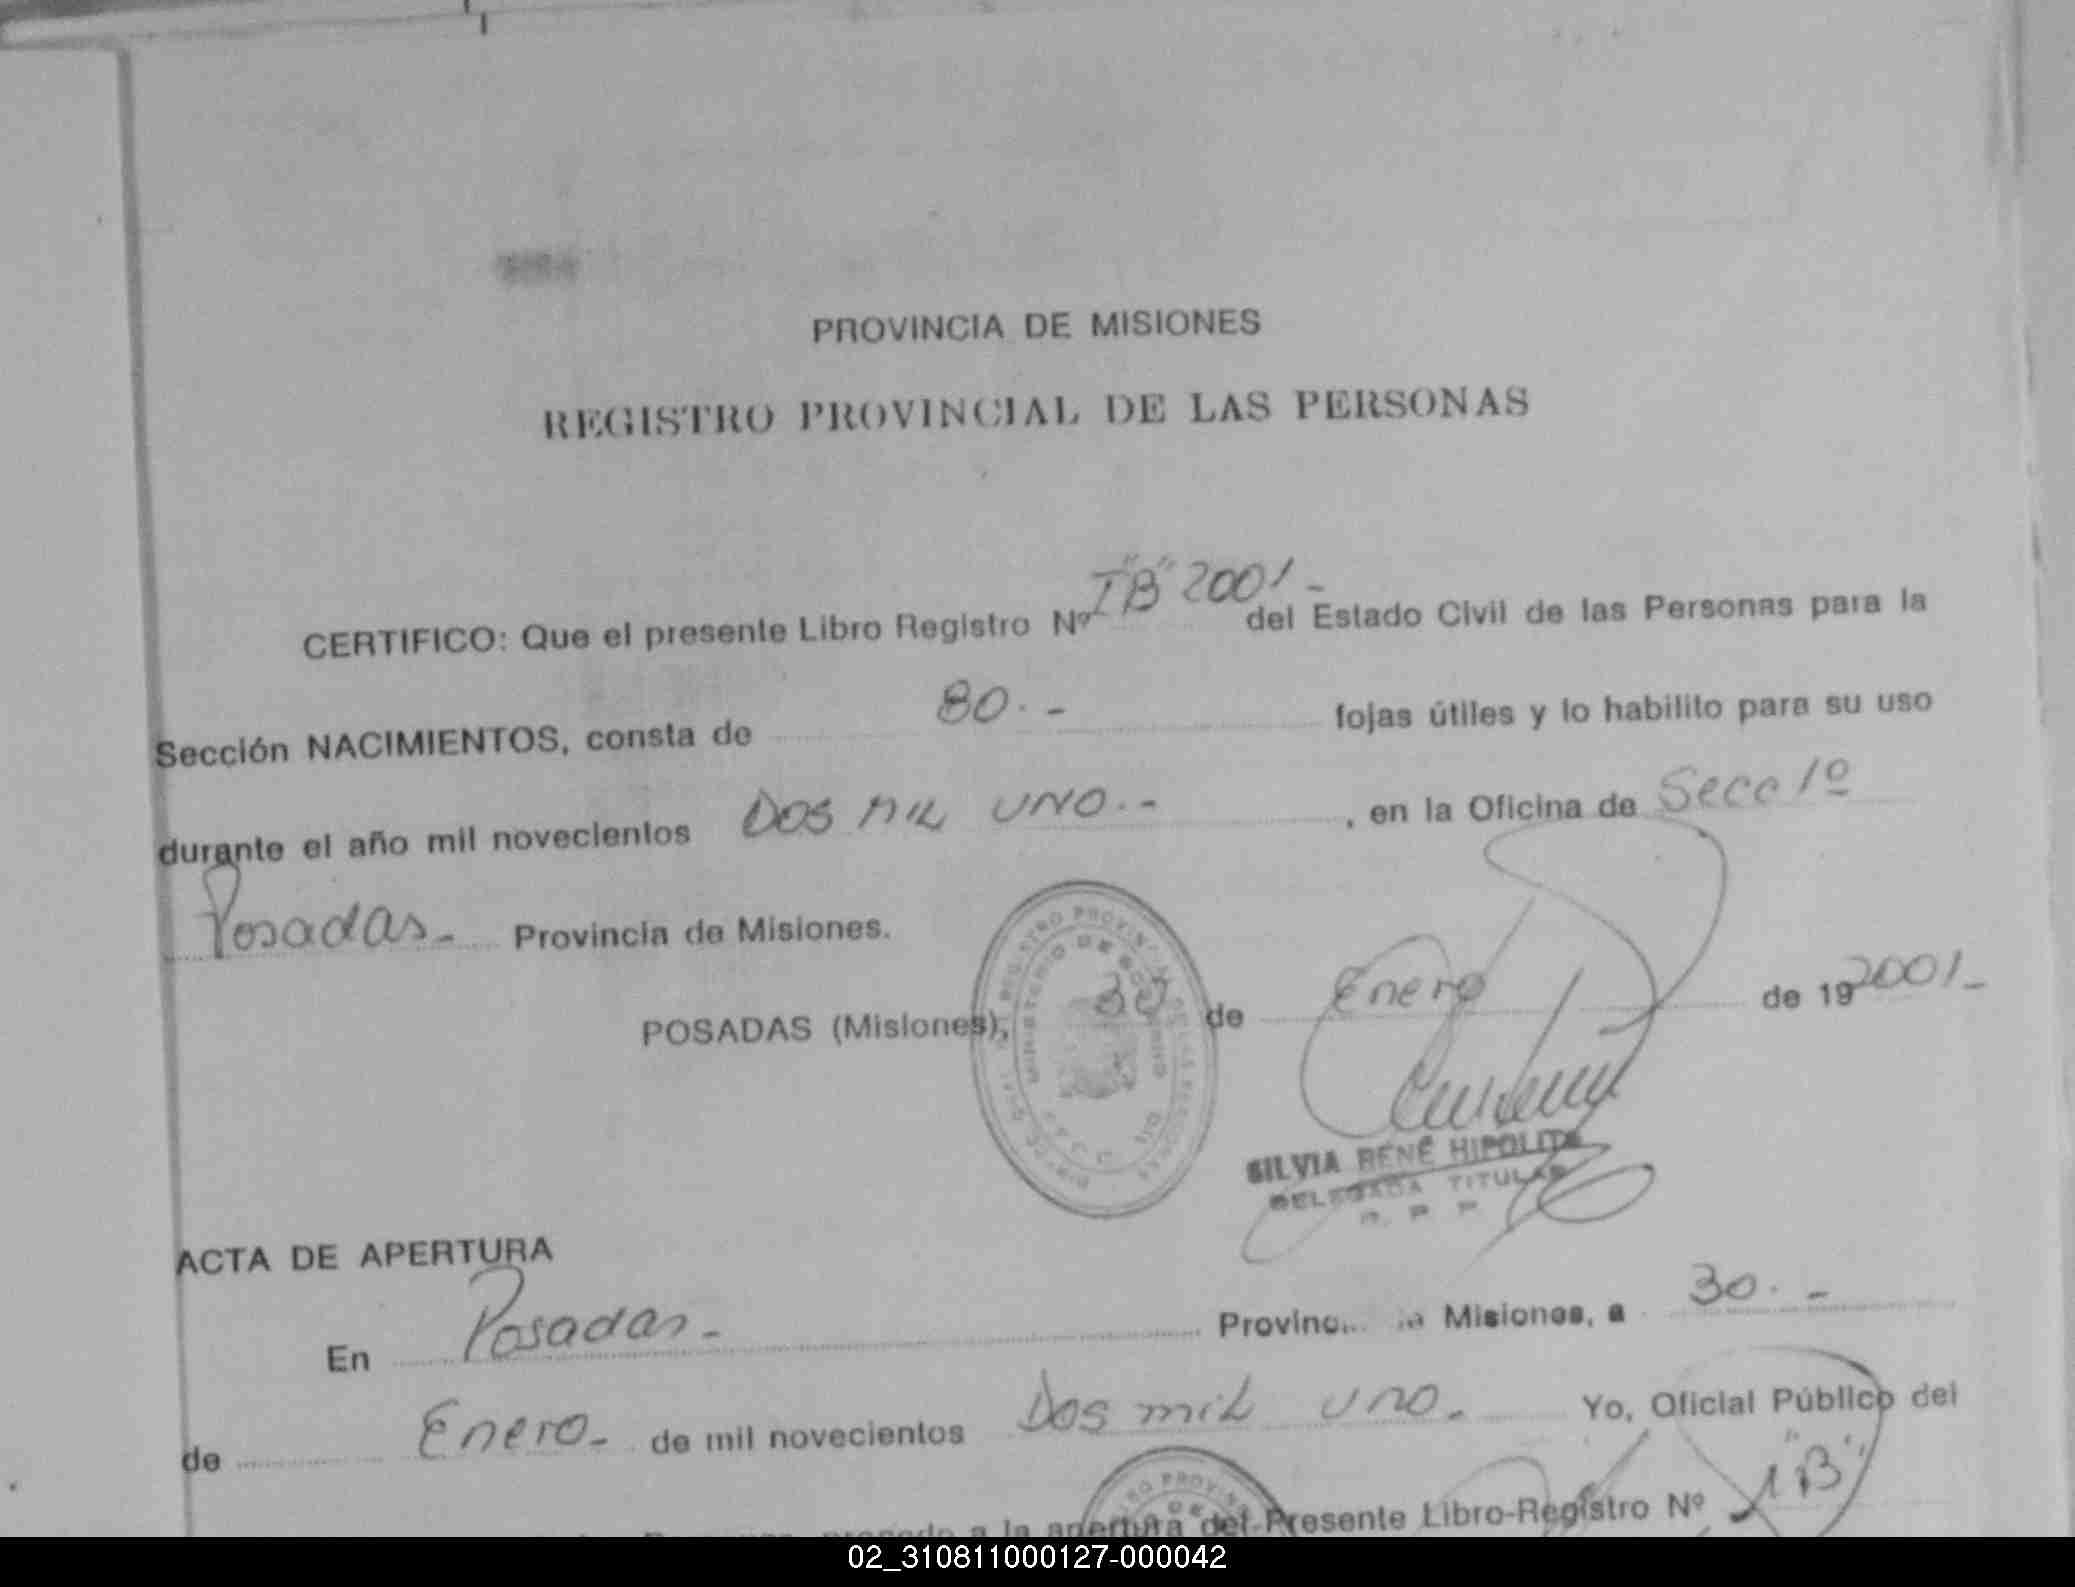 PROVINCIA DE MISIONES
REGISTRO PROVINCIAL DE LAS PERSONAS
CERTIFICO: Que el presente Libro Registro Nº I "B" 2001.- del Estado Civil de las Personas para la
Sección NACIMIENTOS, consta de 80.- fojas útiles y lo habilito para su uso
durante el año mil novecientos DOS MIL UNO.- , en la Oficina de Secc 1º
Posadas.- Provincia de Misiones.
POSADAS (Misiones), 30 de Enero de 19 2001.-
SILVIA RENÉ HIPOLITO
DELEGADA TITULAR
R. P. P.
ACTA DE APERTURA
En Posadas.- Misiones, a 30.-
de Enero.- de mil novecientos Dos mil uno.- Yo, Oficial Público del
a la apertura del Presente Libro-Registro Nº 1 "B"
02_310811000127-000042